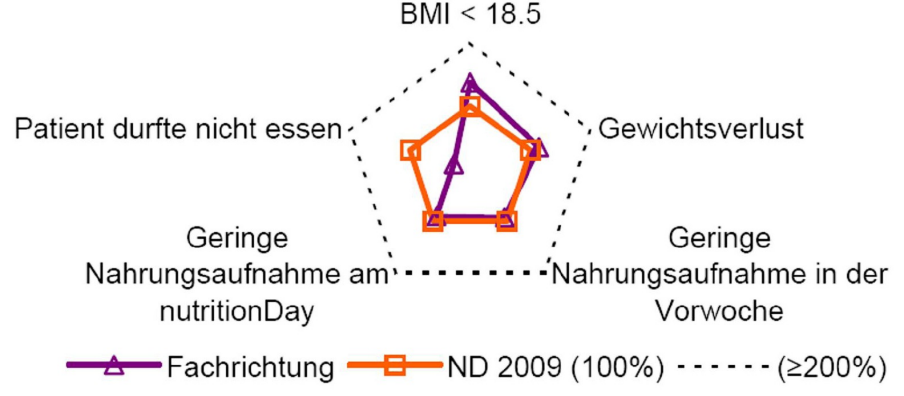 BMI < 18.5
Patient durfte nicht essen
Gewichtsverlust
Geringe
Nahrungsaufnahme am
nutritionDay
Geringe
Nahrungsaufnahme in der
Vorwoche
Fachrichtung
ND 2009 (100%)
(≥200%)